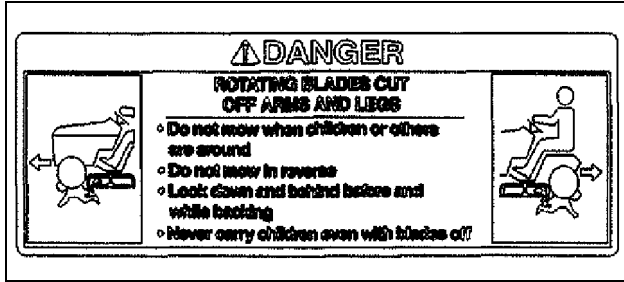 ⚠DANGER
ROTATING BLADES CUT
OFF ARMS AND LEGS
◦ Do not mow when children or others
are around
◦ Do not mow in reverse
◦ Look down and behind before and
while backing
◦ Never carry children even with blades off